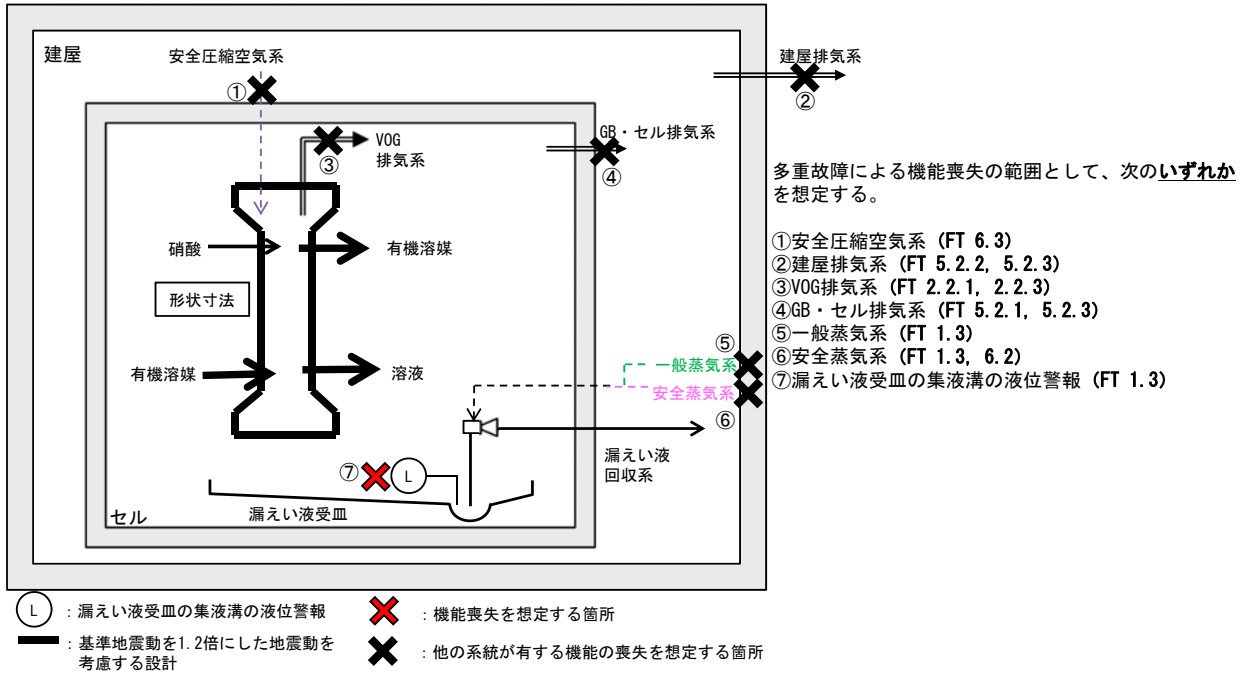 建屋
安全圧縮空気系
①
建屋排気系
②
VOG
排気系
③
GB・セル排気系
④
硝酸
有機溶媒
形状寸法
有機溶媒
溶液
⑤
一般蒸気系
安全蒸気系
⑥
漏えい液
回収系
⑦
L
漏えい液受皿
セル
多重故障による機能喪失の範囲として、次のいずれか
を想定する。
①安全圧縮空気系 (FT 6.3)
②建屋排気系 (FT 5.2.2, 5.2.3)
③VOG排気系 (FT 2.2.1, 2.2.3)
④GB・セル排気系 (FT 5.2.1, 5.2.3)
⑤一般蒸気系 (FT 1.3)
⑥安全蒸気系 (FT 1.3, 6.2)
⑦漏えい液受皿の集液溝の液位警報 (FT 1.3)
L : 漏えい液受皿の集液溝の液位警報
: 基準地震動を1.2倍にした地震動を
考慮する設計
: 機能喪失を想定する箇所
: 他の系統が有する機能の喪失を想定する箇所